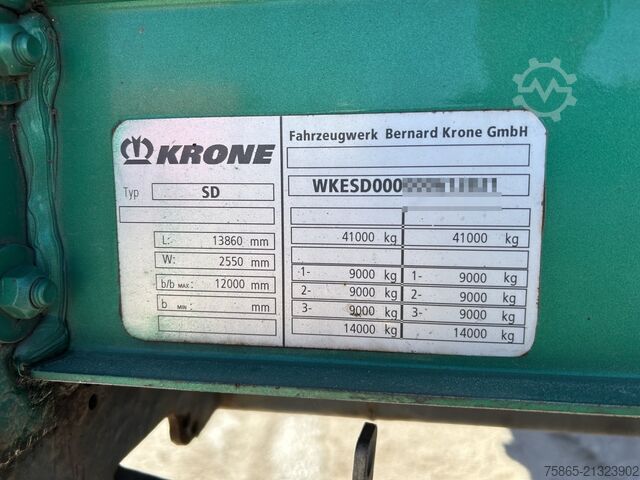 KRONE
Typ SD
L: 13860 mm
W: 2550 mm
b/b MAX.: 12000 mm
b MIN.: mm
Fahrzeugwerk Bernard Krone GmbH
WKESD000
41000 kg 41000 kg
1- 9000 kg 1- 9000 kg
2- 9000 kg 2- 9000 kg
3- 9000 kg 3- 9000 kg
14000 kg 14000 kg
75865-21323902